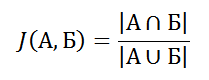 J(А, Б) = |А ∩ Б| / |А ∪ Б|